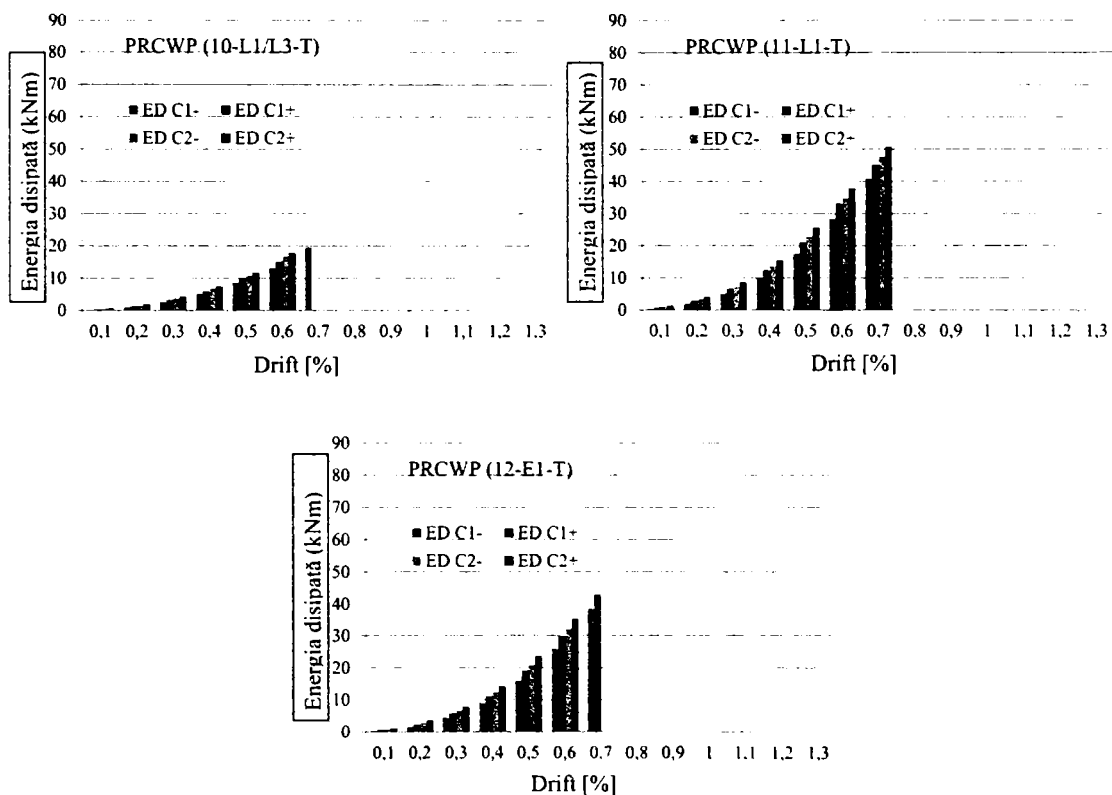 PRCWP (10-L1/L3-T)
Energia disipată (kNm)
90
80
70
60
50
40
30
20
10
0
ED C1- ED C1+
ED C2- ED C2+
0,1 0,2 0,3 0,4 0,5 0,6 0,7 0,8 0,9 1 1,1 1,2 1,3
Drift [%]
PRCWP (11-L1-T)
Energia disipată (kNm)
90
80
70
60
50
40
30
20
10
0
ED C1- ED C1+
ED C2- ED C2+
0,1 0,2 0,3 0,4 0,5 0,6 0,7 0,8 0,9 1 1,1 1,2 1,3
Drift [%]
PRCWP (12-E1-T)
Energia disipată (kNm)
90
80
70
60
50
40
30
20
10
0
ED C1- ED C1+
ED C2- ED C2+
0,1 0,2 0,3 0,4 0,5 0,6 0,7 0,8 0,9 1 1,1 1,2 1,3
Drift [%]